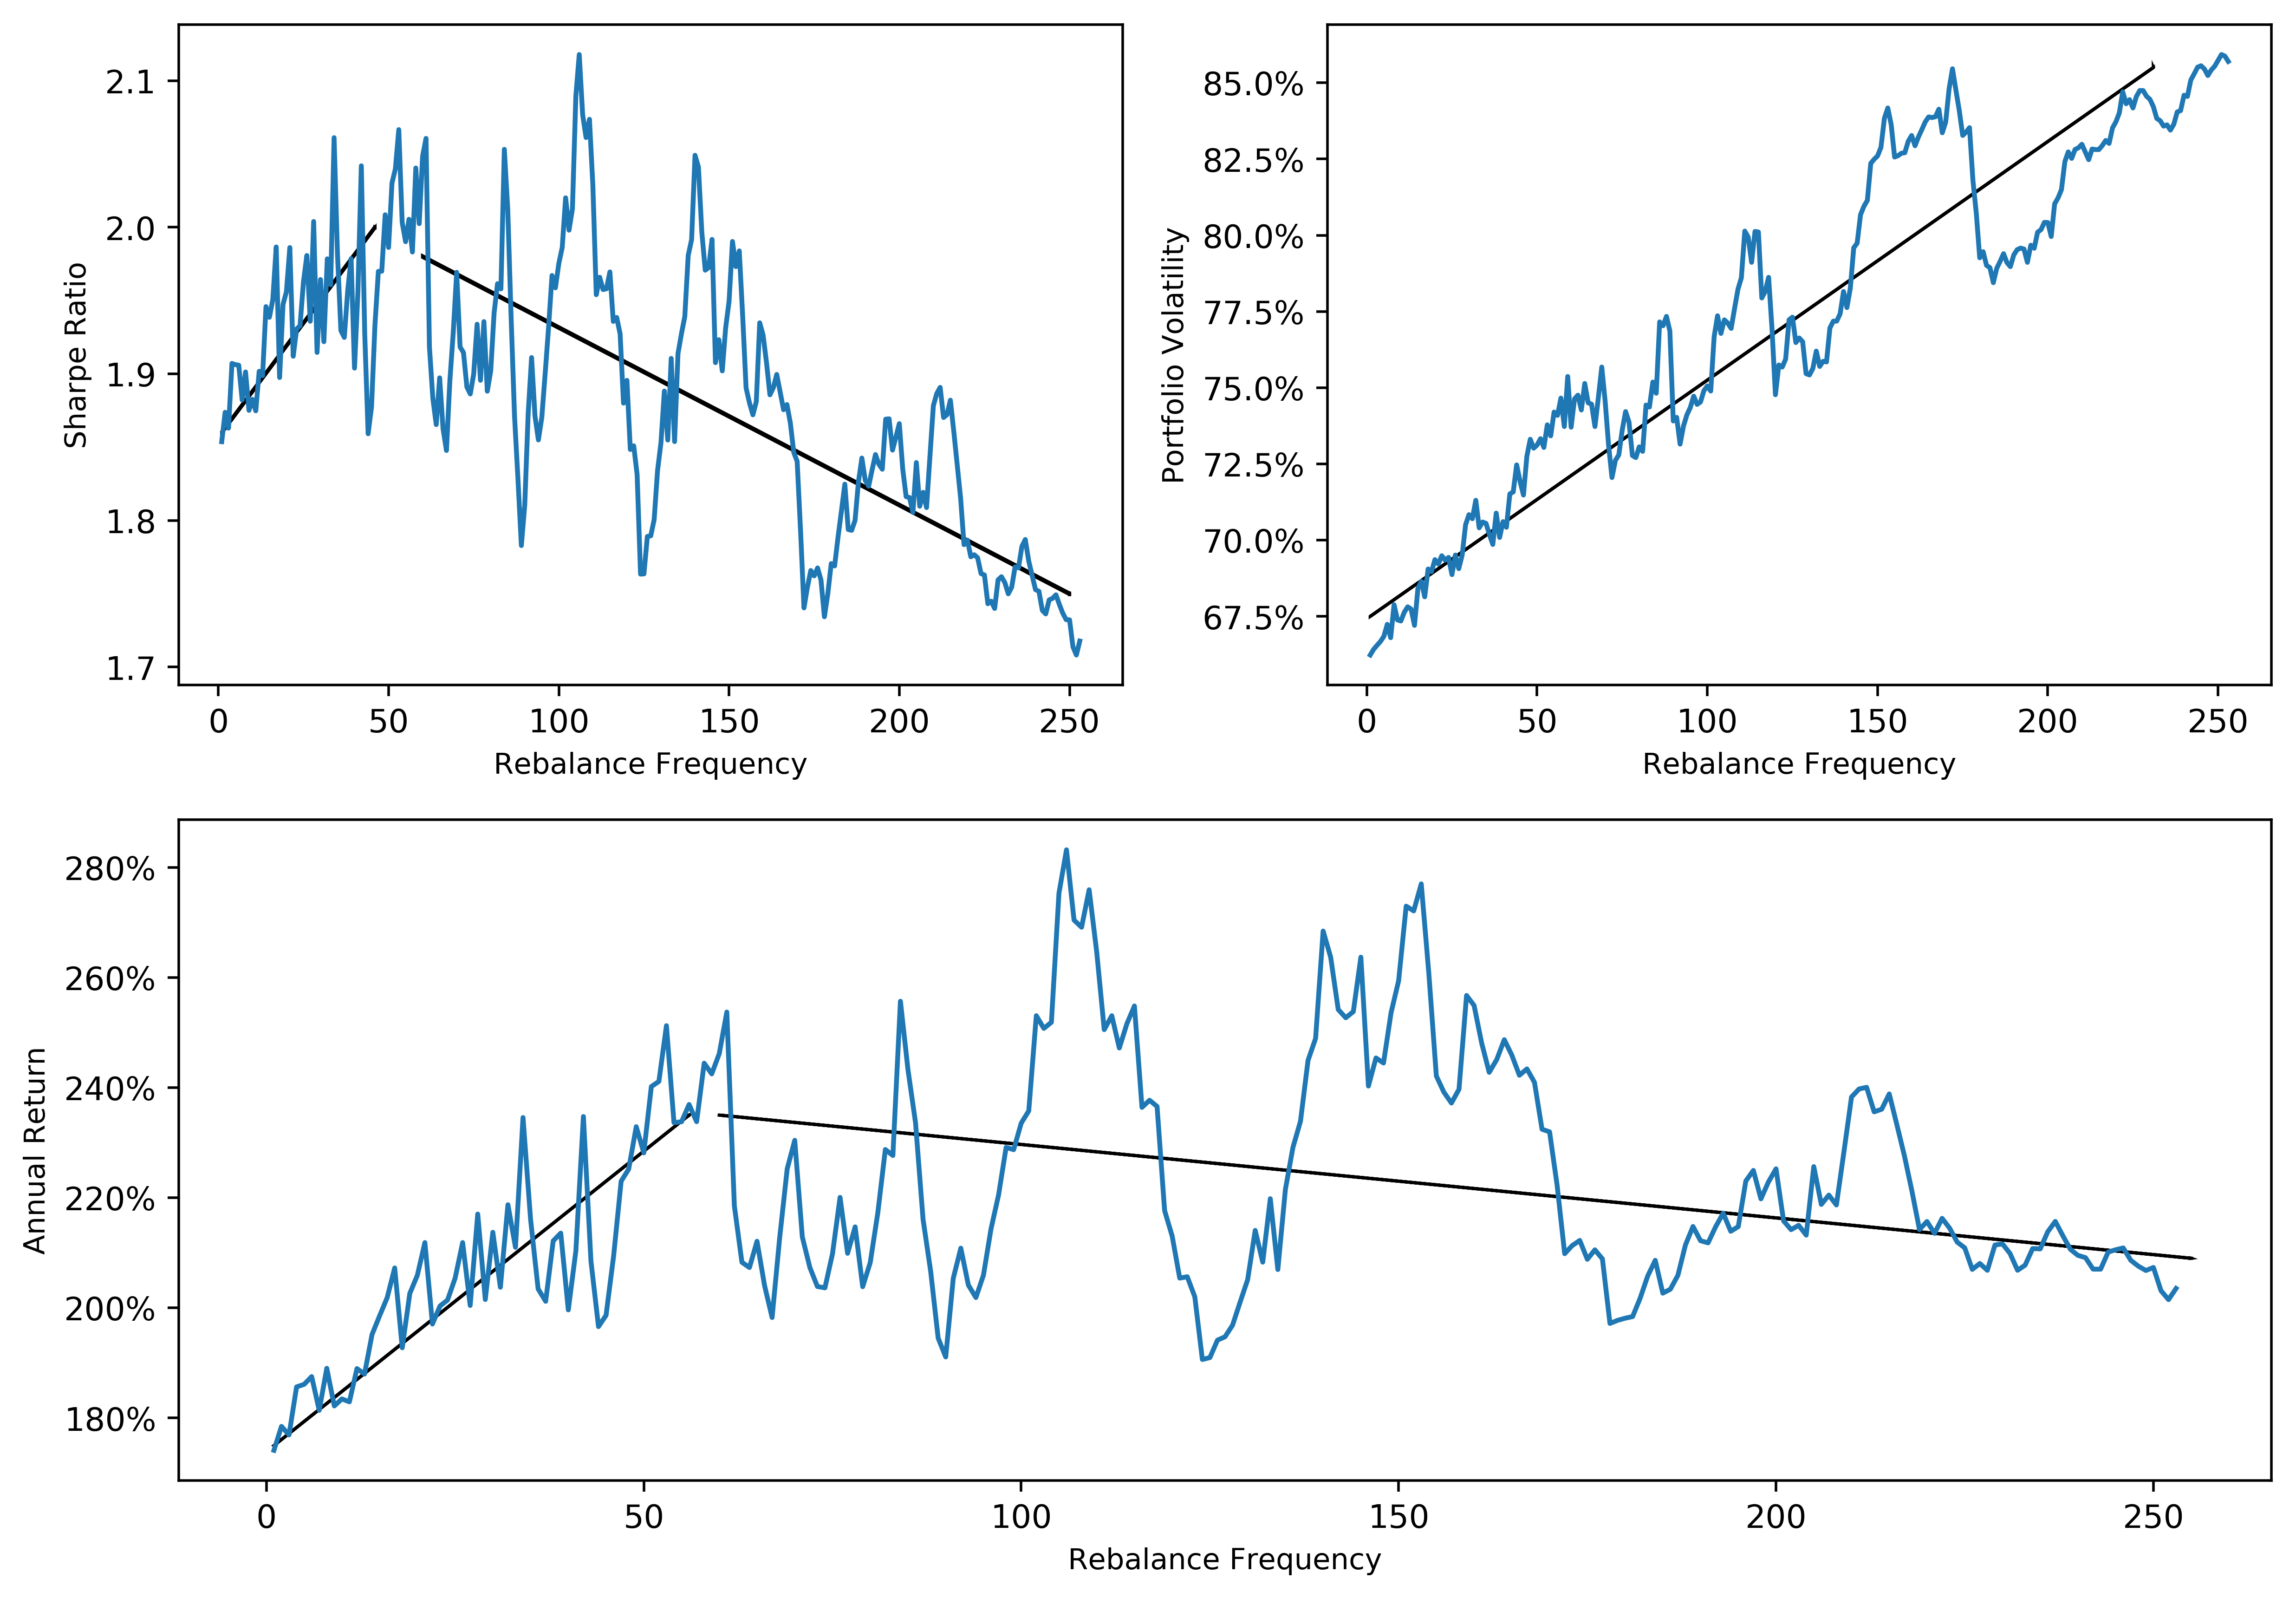 2.1
2.0
1.9
1.8
1.7
Sharpe Ratio
0 50 100 150 200 250
Rebalance Frequency
85.0%
82.5%
80.0%
77.5%
75.0%
72.5%
70.0%
67.5%
Portfolio Volatility
0 50 100 150 200 250
Rebalance Frequency
280%
260%
240%
220%
200%
180%
Annual Return
0 50 100 150 200 250
Rebalance Frequency